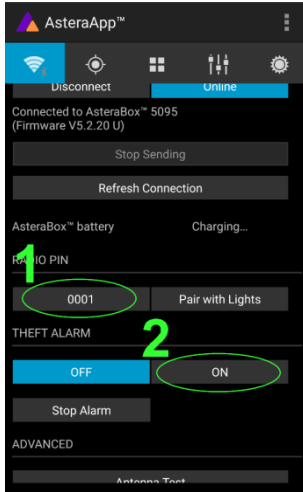 AsteraApp™
Disconnect Online
Connected to AsteraBox™ 5095
(Firmware V5.2.20 U)
Stop Sending
Refresh Connection
AsteraBox™ battery Charging...
1
RADIO PIN
0001 Pair with Lights
2
THEFT ALARM
OFF ON
Stop Alarm
ADVANCED
Antenna Test